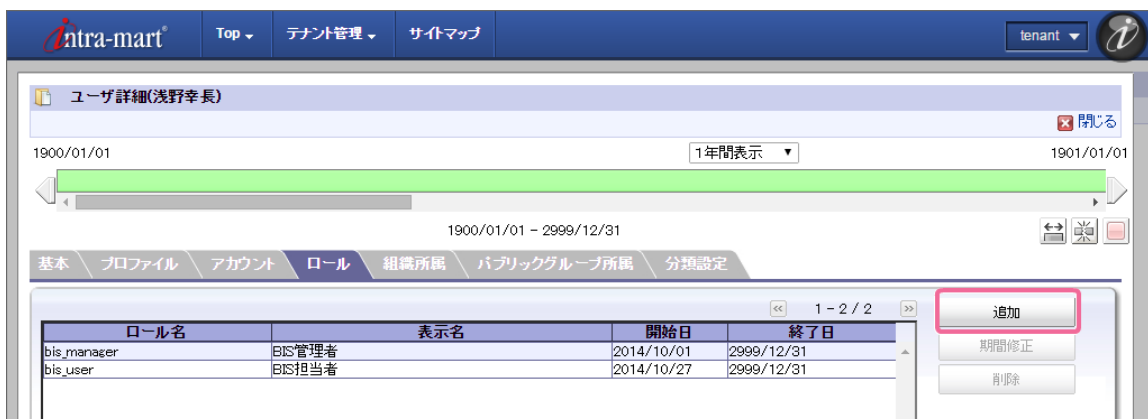 intra-mart® Top テナント管理 サイトマップ tenant
ユーザ詳細(浅野幸長)
閉じる
1900/01/01 1年間表示 1901/01/01
1900/01/01 - 2999/12/31
基本 プロファイル アカウント ロール 組織所属 パブリックグループ所属 分類設定
<< 1 - 2 / 2 >> 追加
ロール名 表示名 開始日 終了日
期間修正
bis_manager BIS管理者 2014/10/01 2999/12/31
bis_user BIS担当者 2014/10/27 2999/12/31
削除